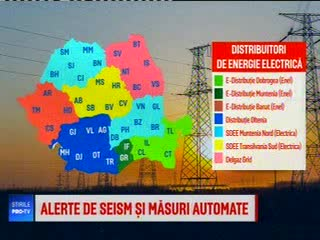 DISTRIBUITORI
DE ENERGIE ELECTRICĂ
E-Distribuție Dobrogea (Enel)
E-Distribuție Muntenia (Enel)
E-Distribuție Banat (Enel)
Distribuție Oltenia
SDEE Muntenia Nord (Electrica)
SDEE Transilvania Sud (Electrica)
Delgaz Grid
SM
MM
BT
SV
SJ
BN
IS
BH
NT
CJ
MS
HR
BC
VS
AR
AB
SB
BV
CV
VN
GL
TM
HD
CS
GJ
VL
AG
PH
BZ
BR
TL
DB
MH
DJ
OT
TR
IF
GR
IL
CL
CT
ȘTIRILE
PRO•TV
ALERTE DE SEISM ȘI MĂSURI AUTOMATE